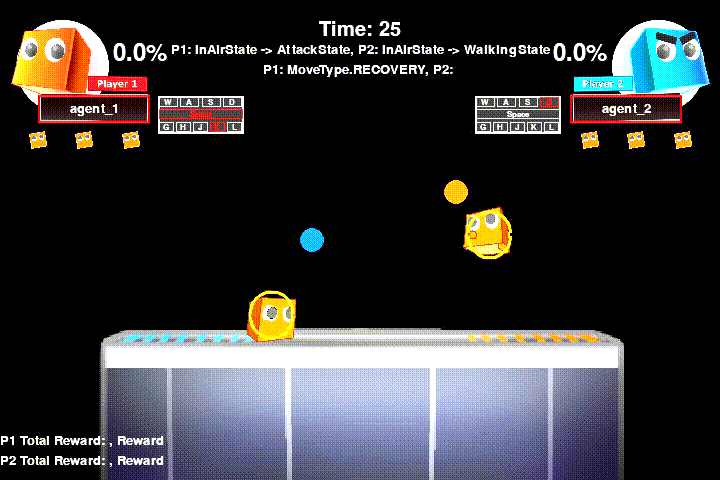 Time: 25
0.0% P1: InAirState -> AttackState, P2: InAirState -> WalkingState 0.0%
P1: MoveType.RECOVERY, P2:
Player 1
Player 2
agent_1
agent_2
W A S D
G H J L
W A S
Space
G H J K L
P1 Total Reward: , Reward
P2 Total Reward: , Reward